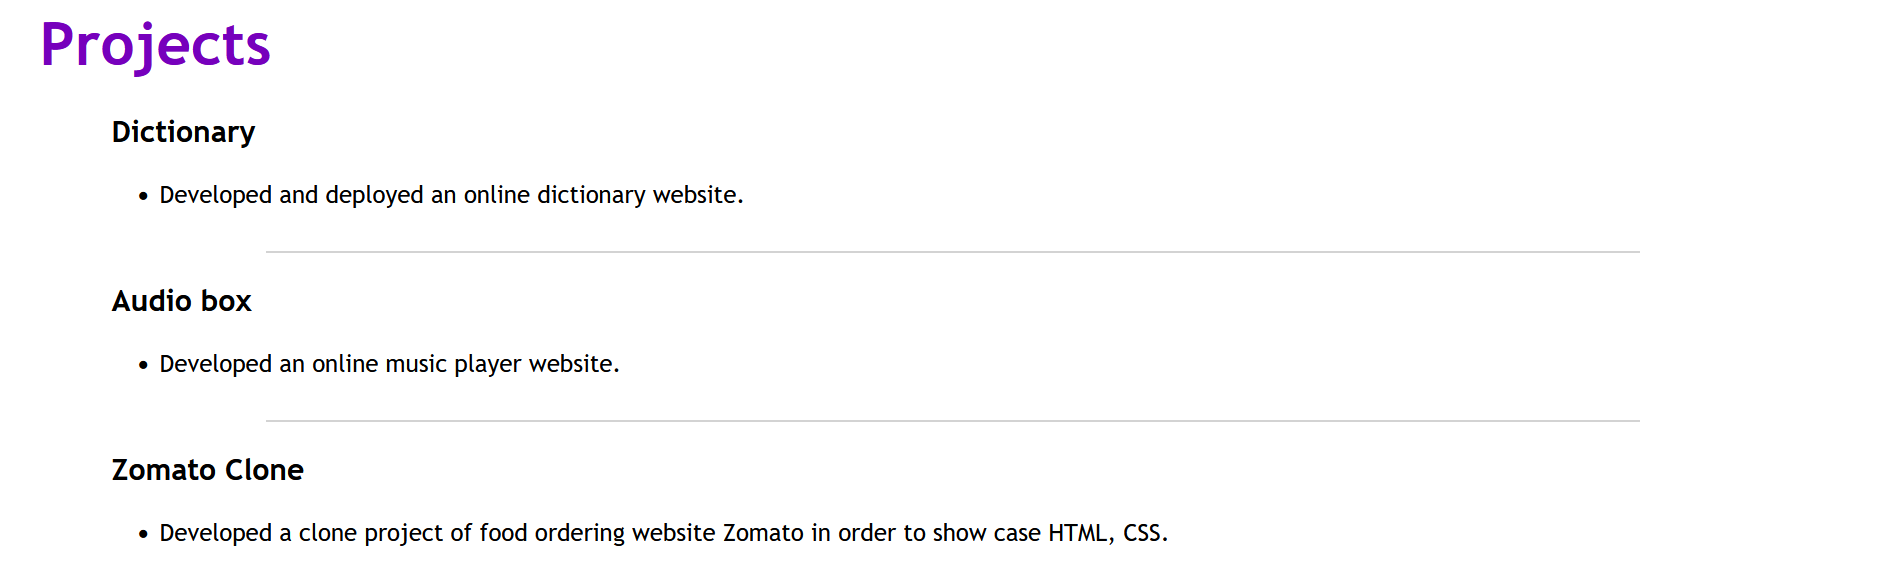 Projects
Dictionary
• Developed and deployed an online dictionary website.
Audio box
• Developed an online music player website.
Zomato Clone
• Developed a clone project of food ordering website Zomato in order to show case HTML, CSS.